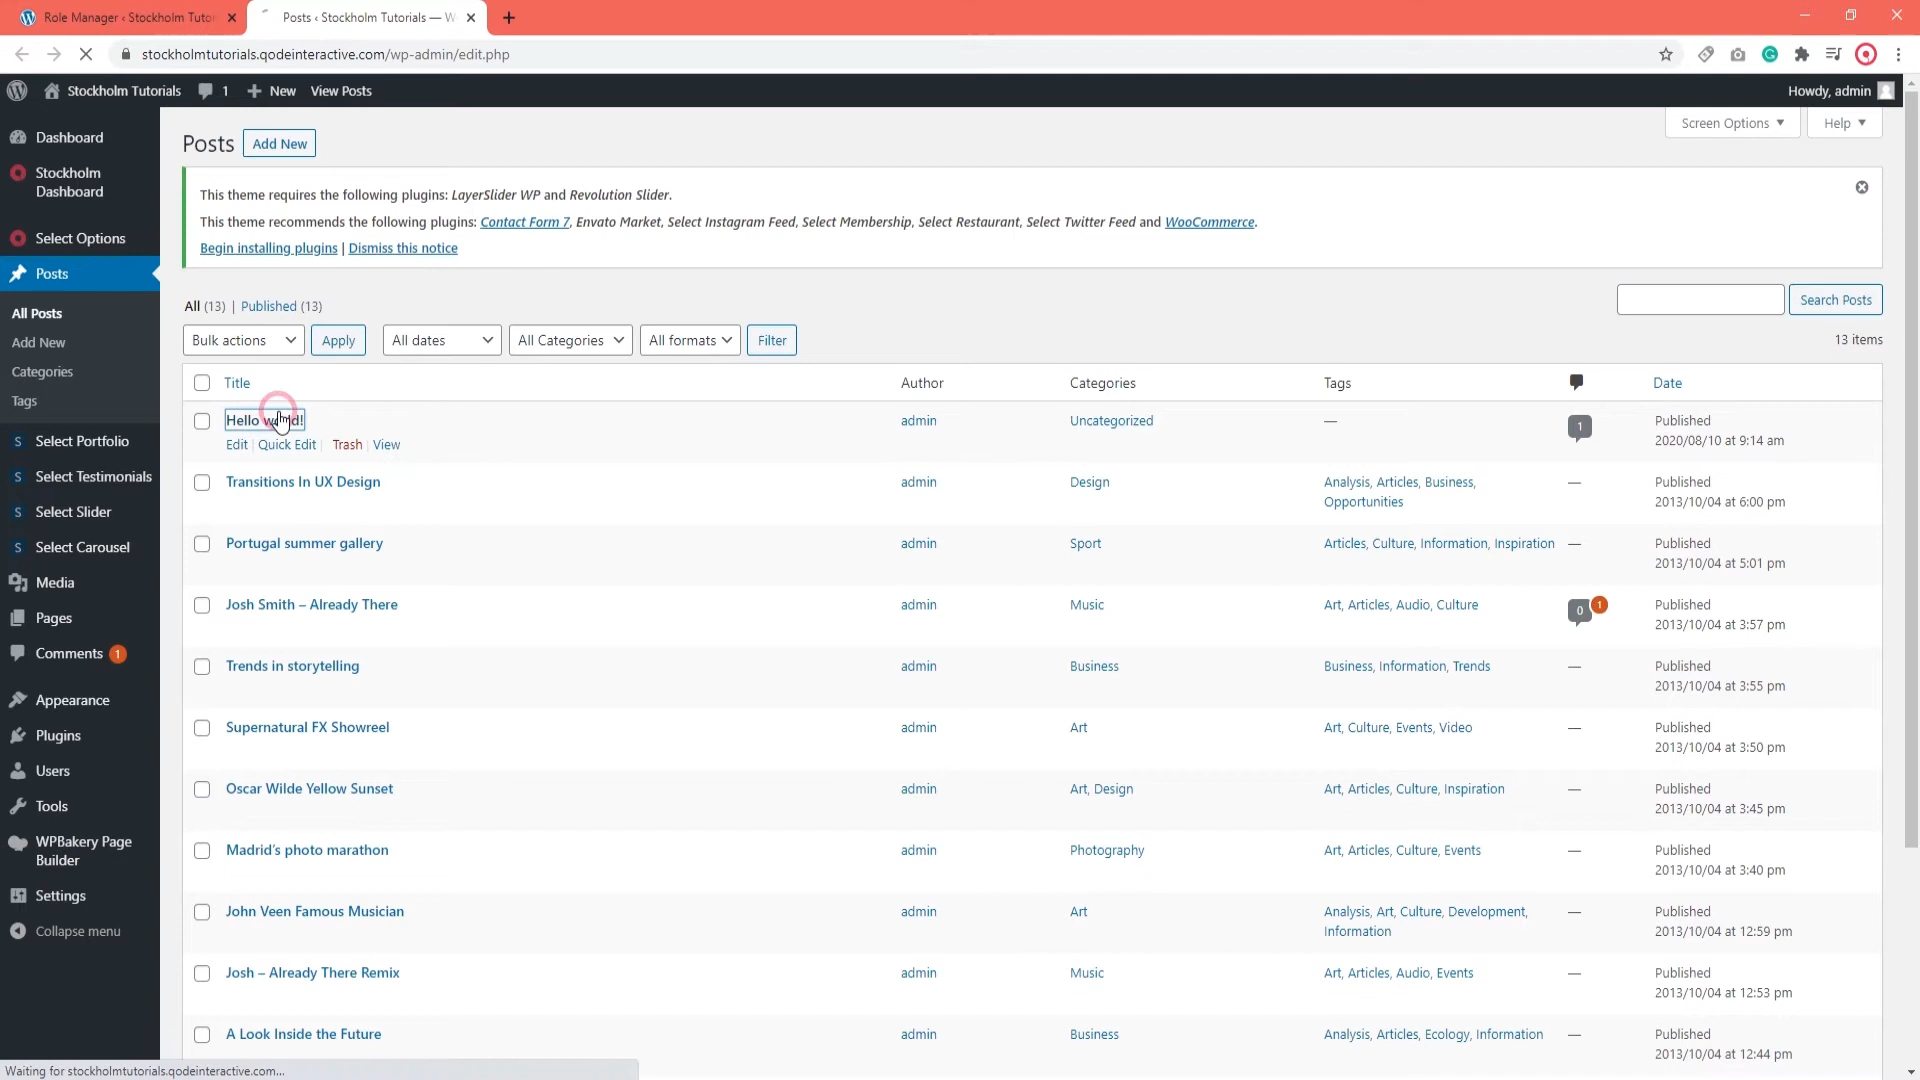 Role Manager ‹ Stockholm Tutor
Posts ‹ Stockholm Tutorials — W
stockholmtutorials.qodeinteractive.com/wp-admin/edit.php
Stockholm Tutorials 1 New View Posts Howdy, admin
Screen Options Help
Dashboard
Stockholm
Dashboard
Select Options
Posts
All Posts
Add New
Categories
Tags
Select Portfolio
Select Testimonials
Select Slider
Select Carousel
Media
Pages
Comments 1
Appearance
Plugins
Users
Tools
WPBakery Page
Builder
Settings
Collapse menu
Posts Add New
This theme requires the following plugins: LayerSlider WP and Revolution Slider.
This theme recommends the following plugins: Contact Form 7, Envato Market, Select Instagram Feed, Select Membership, Select Restaurant, Select Twitter Feed and WooCommerce.
Begin installing plugins | Dismiss this notice
All (13) | Published (13)
Search Posts
Bulk actions Apply All dates All Categories All formats Filter
13 items
Title Author Categories Tags Date
Hello world! admin Uncategorized — 1 Published
2020/08/10 at 9:14 am
Edit | Quick Edit | Trash | View
Transitions In UX Design admin Design Analysis, Articles, Business, — Published
Opportunities 2013/10/04 at 6:00 pm
Portugal summer gallery admin Sport Articles, Culture, Information, Inspiration — Published
2013/10/04 at 5:01 pm
Josh Smith – Already There admin Music Art, Articles, Audio, Culture 0 1 Published
2013/10/04 at 3:57 pm
Trends in storytelling admin Business Business, Information, Trends — Published
2013/10/04 at 3:55 pm
Supernatural FX Showreel admin Art Art, Culture, Events, Video — Published
2013/10/04 at 3:50 pm
Oscar Wilde Yellow Sunset admin Art, Design Art, Articles, Culture, Inspiration — Published
2013/10/04 at 3:45 pm
Madrid's photo marathon admin Photography Art, Articles, Culture, Events — Published
2013/10/04 at 3:40 pm
John Veen Famous Musician admin Art Analysis, Art, Culture, Development, — Published
Information 2013/10/04 at 12:59 pm
Josh – Already There Remix admin Music Art, Articles, Audio, Events — Published
2013/10/04 at 12:53 pm
A Look Inside the Future admin Business Analysis, Articles, Ecology, Information — Published
2013/10/04 at 12:44 pm
Waiting for stockholmtutorials.qodeinteractive.com...